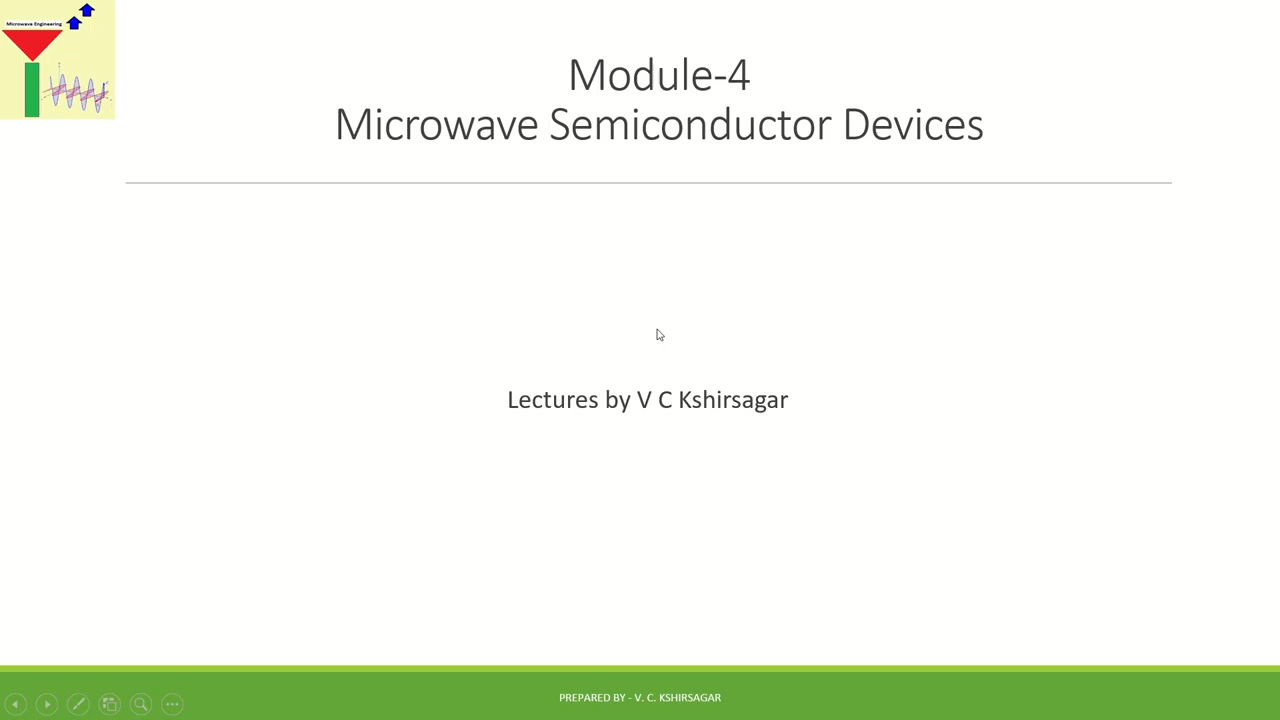 Microwave Engineering
Module-4
Microwave Semiconductor Devices
Lectures by V C Kshirsagar
PREPARED BY - V. C. KSHIRSAGAR